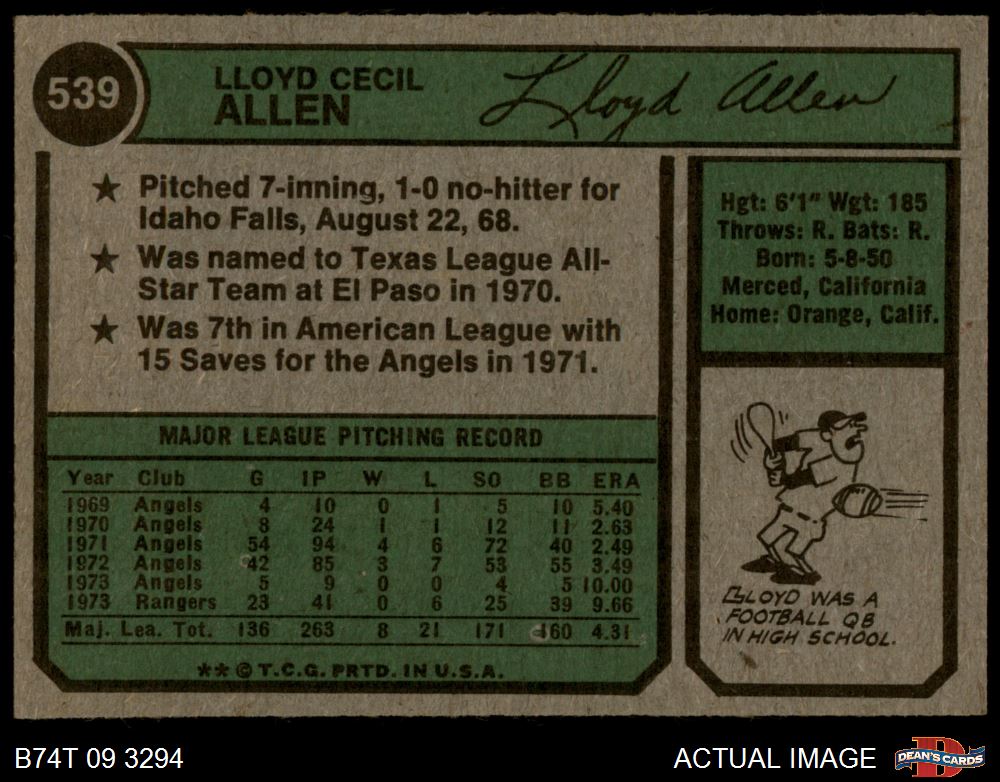 539
LLOYD CECIL
ALLEN
Lloyd Allen
★ Pitched 7-inning, 1-0 no-hitter for
Idaho Falls, August 22, 68.
★ Was named to Texas League All-
Star Team at El Paso in 1970.
★ Was 7th in American League with
15 Saves for the Angels in 1971.
Hgt: 6'1" Wgt: 185
Throws: R. Bats: R.
Born: 5-8-50
Merced, California
Home: Orange, Calif.
MAJOR LEAGUE PITCHING RECORD
Year Club G IP W L SO BB ERA
1969 Angels 4 10 0 1 5 10 5.40
1970 Angels 8 24 1 1 12 11 2.63
1971 Angels 54 94 4 6 72 40 2.49
1972 Angels 42 85 3 7 53 55 3.49
1973 Angels 5 9 0 0 4 5 10.00
1973 Rangers 23 41 0 6 25 39 9.66
Maj. Lea. Tot. 136 263 8 21 171 160 4.31
** © T.C.G. PRTD. IN U.S.A.
LLOYD WAS A
FOOTBALL QB
IN HIGH SCHOOL.
B74T 09 3294
ACTUAL IMAGE
D
DEAN'S CARDS